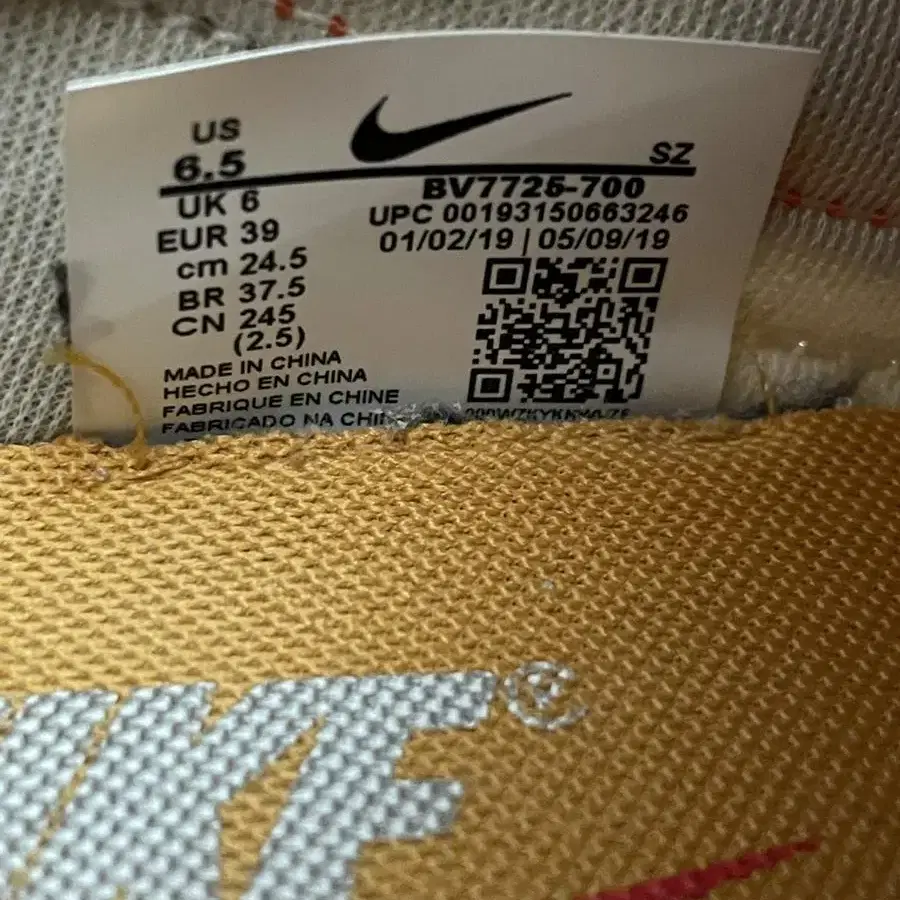 US
6.5
UK 6
EUR 39
cm 24.5
BR 37.5
CN 245
(2.5)
MADE IN CHINA
HECHO EN CHINA
FABRIQUE EN CHINE
FABRICADO NA
SZ
BV7725-700
UPC 00193150663246
01/02/19 | 05/09/19
NIKE®